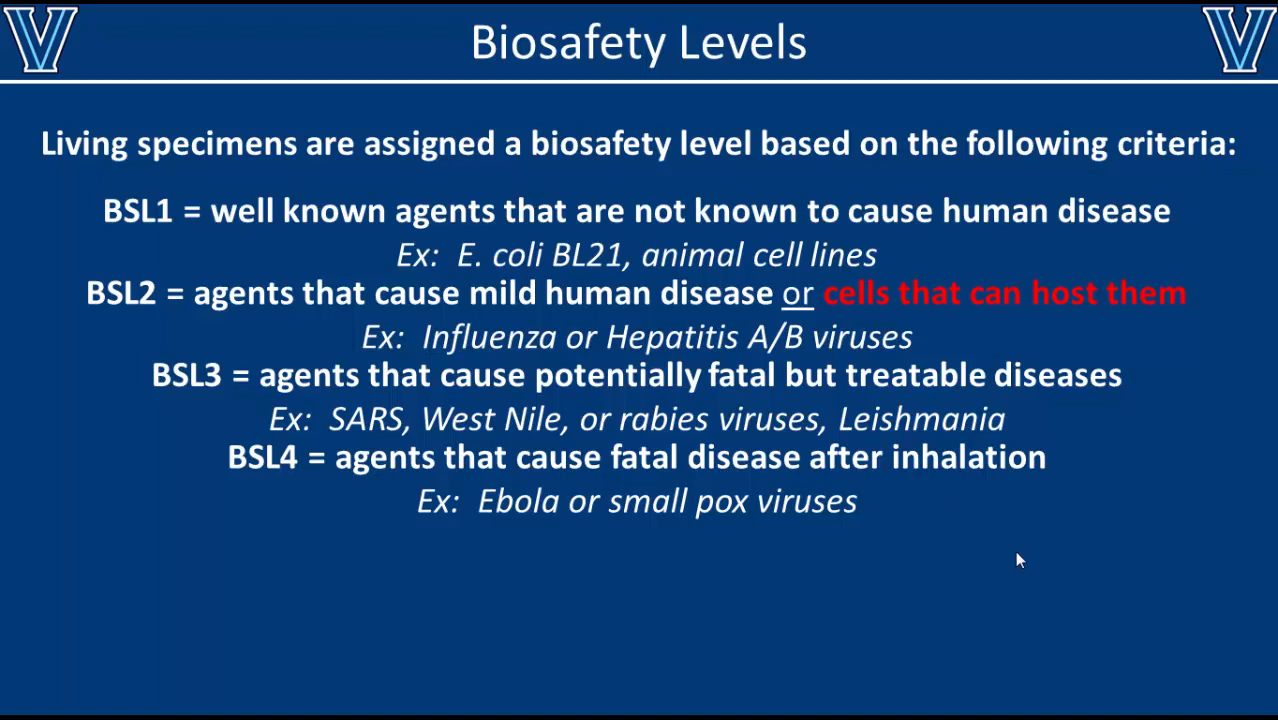 V
V
Biosafety Levels
Living specimens are assigned a biosafety level based on the following criteria:
BSL1 = well known agents that are not known to cause human disease
Ex: E. coli BL21, animal cell lines
BSL2 = agents that cause mild human disease or cells that can host them
Ex: Influenza or Hepatitis A/B viruses
BSL3 = agents that cause potentially fatal but treatable diseases
Ex: SARS, West Nile, or rabies viruses, Leishmania
BSL4 = agents that cause fatal disease after inhalation
Ex: Ebola or small pox viruses